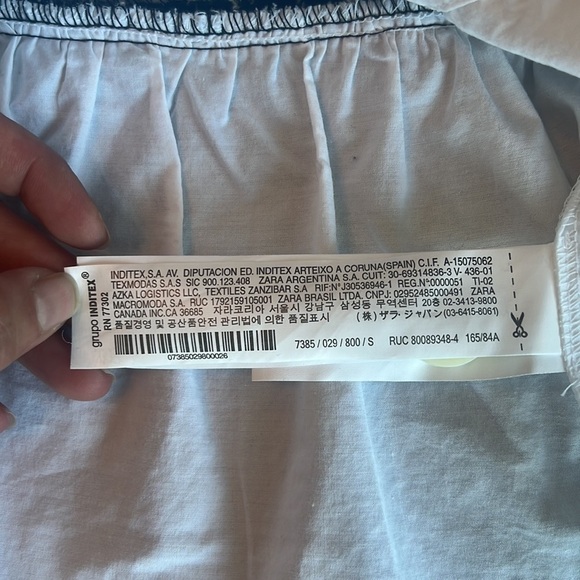 grupo INDITEX®
RN 77302
INDITEX,S.A. AV. DIPUTACION ED. INDITEX ARTEIXO A CORUNA(SPAIN) C.I.F. A-15075062
TEXMODAS S.A.S SIC 900.123.408 ZARA ARGENTINA S.A. CUIT: 30-69314836-3 V- 436-01
AZKA LOGISTICS LLC, TEXTILES ZANZIBAR S.A RIF:N°J30536946-1 REG.N°0000051 TI-02
MACROMODA S.A. RUC 1792159105001 ZARA BRASIL LTDA. CNPJ: 02952485000491 ZARA
CANADA INC.CA 36685 자라코리아 서울시 강남구 삼성동 무역센터 20층 02-3413-9800
품질경영 및 공산품안전 관리법에 의한 품질표시 (株) ザラ・ジャパン (03-6415-8061)
07385029800026
7385 / 029 / 800 / S RUC 80089348-4 165/84A